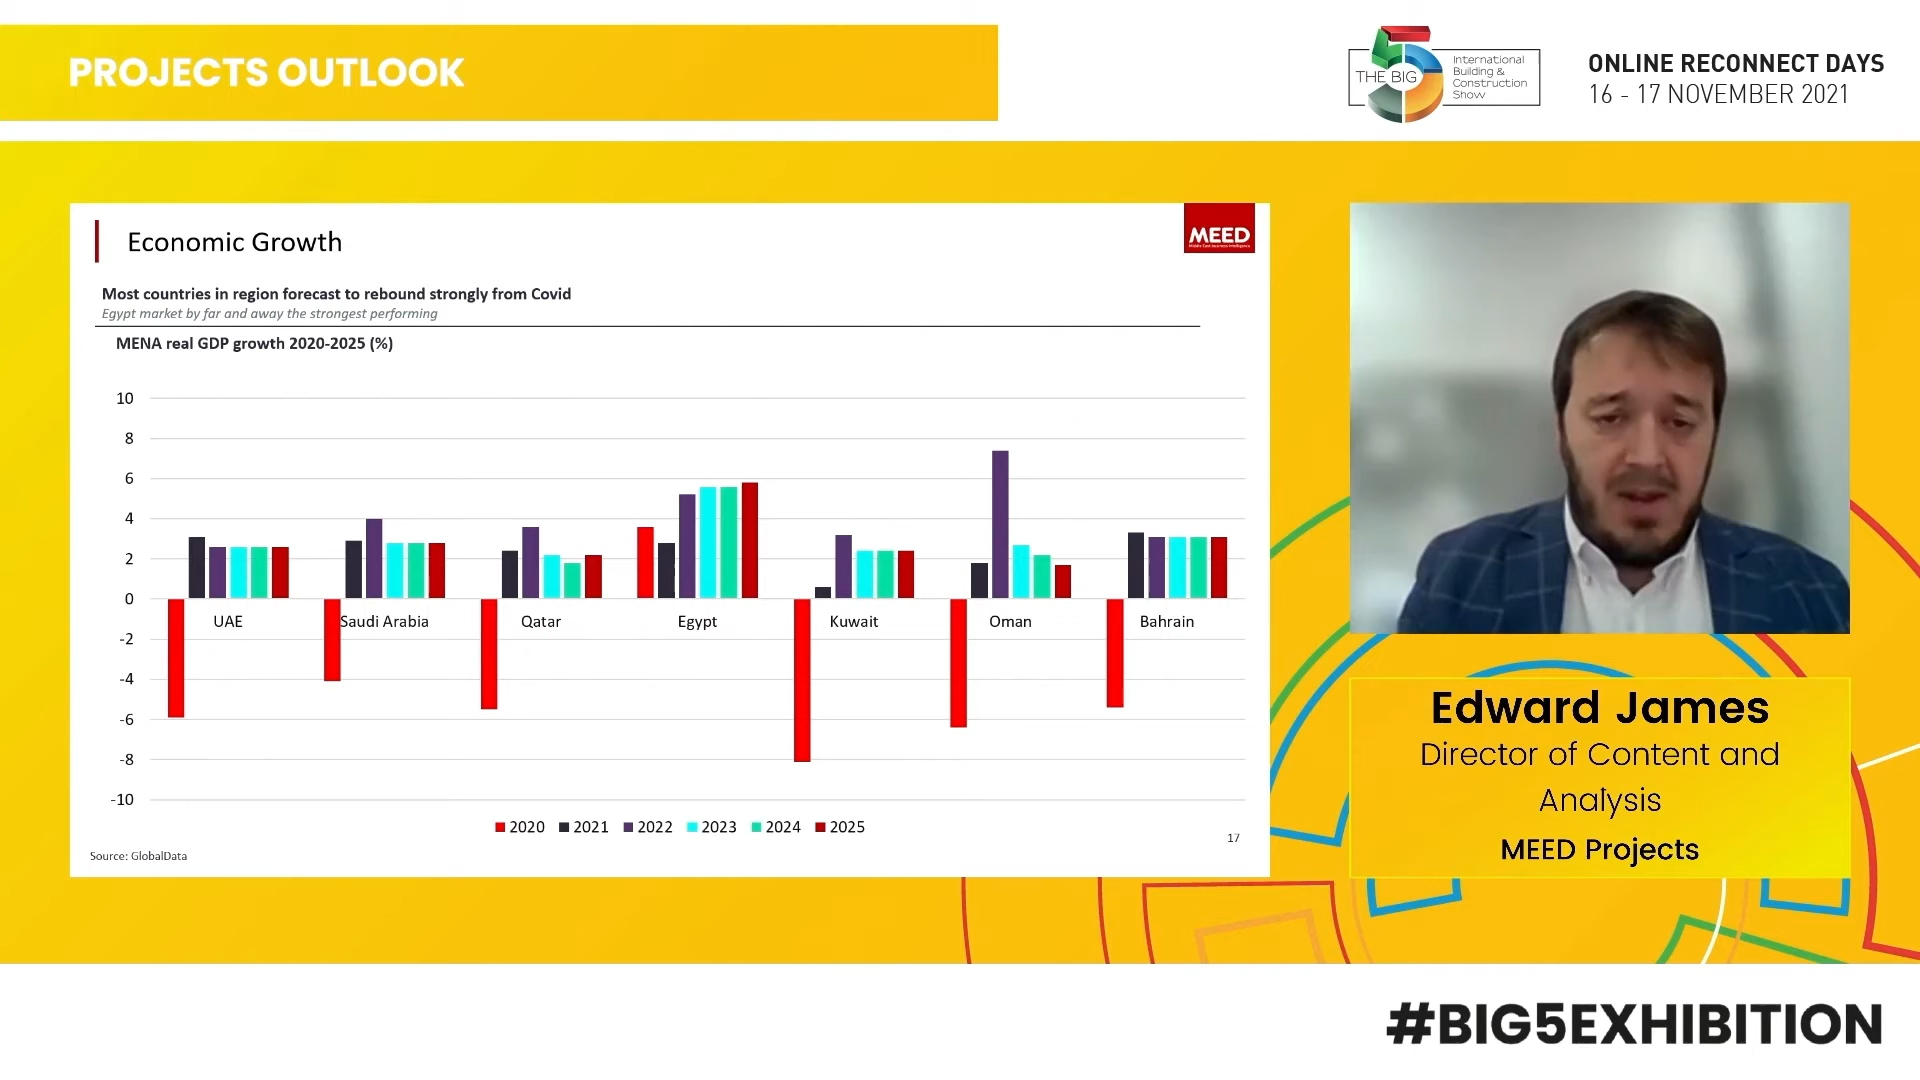 PROJECTS OUTLOOK
THE BIG
5
International
Building &
Construction
Show
ONLINE RECONNECT DAYS
16 - 17 NOVEMBER 2021
Economic Growth
MEED
Most countries in region forecast to rebound strongly from Covid
Egypt market by far and away the strongest performing
MENA real GDP growth 2020-2025 (%)
10
8
6
4
2
0
-2
-4
-6
-8
-10
UAE
Saudi Arabia
Qatar
Egypt
Kuwait
Oman
Bahrain
2020 2021 2022 2023 2024 2025
17
Source: GlobalData
Edward James
Director of Content and
Analysis
MEED Projects
#BIG5EXHIBITION